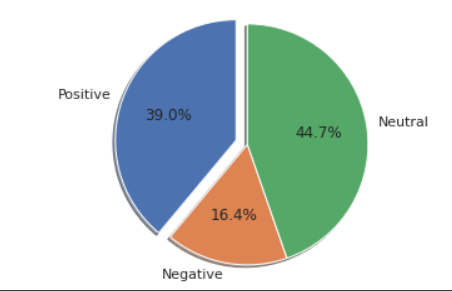 Positive
39.0%
44.7%
Neutral
16.4%
Negative